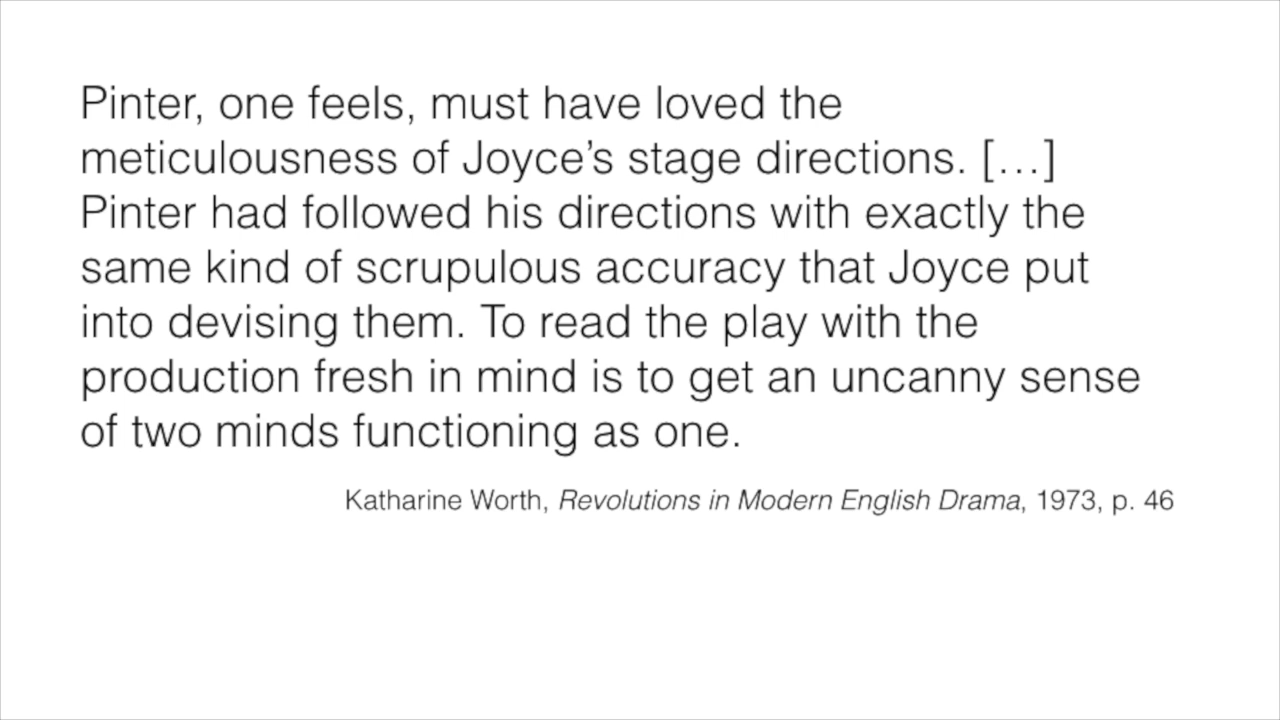 Pinter, one feels, must have loved the
meticulousness of Joyce’s stage directions. […]
Pinter had followed his directions with exactly the
same kind of scrupulous accuracy that Joyce put
into devising them. To read the play with the
production fresh in mind is to get an uncanny sense
of two minds functioning as one.
Katharine Worth, Revolutions in Modern English Drama, 1973, p. 46